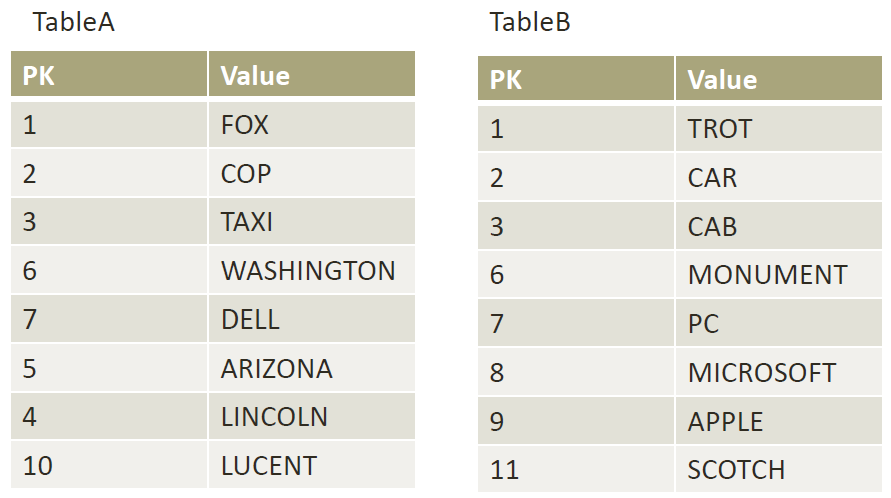 TableA
PK Value
1 FOX
2 COP
3 TAXI
6 WASHINGTON
7 DELL
5 ARIZONA
4 LINCOLN
10 LUCENT
TableB
PK Value
1 TROT
2 CAR
3 CAB
6 MONUMENT
7 PC
8 MICROSOFT
9 APPLE
11 SCOTCH